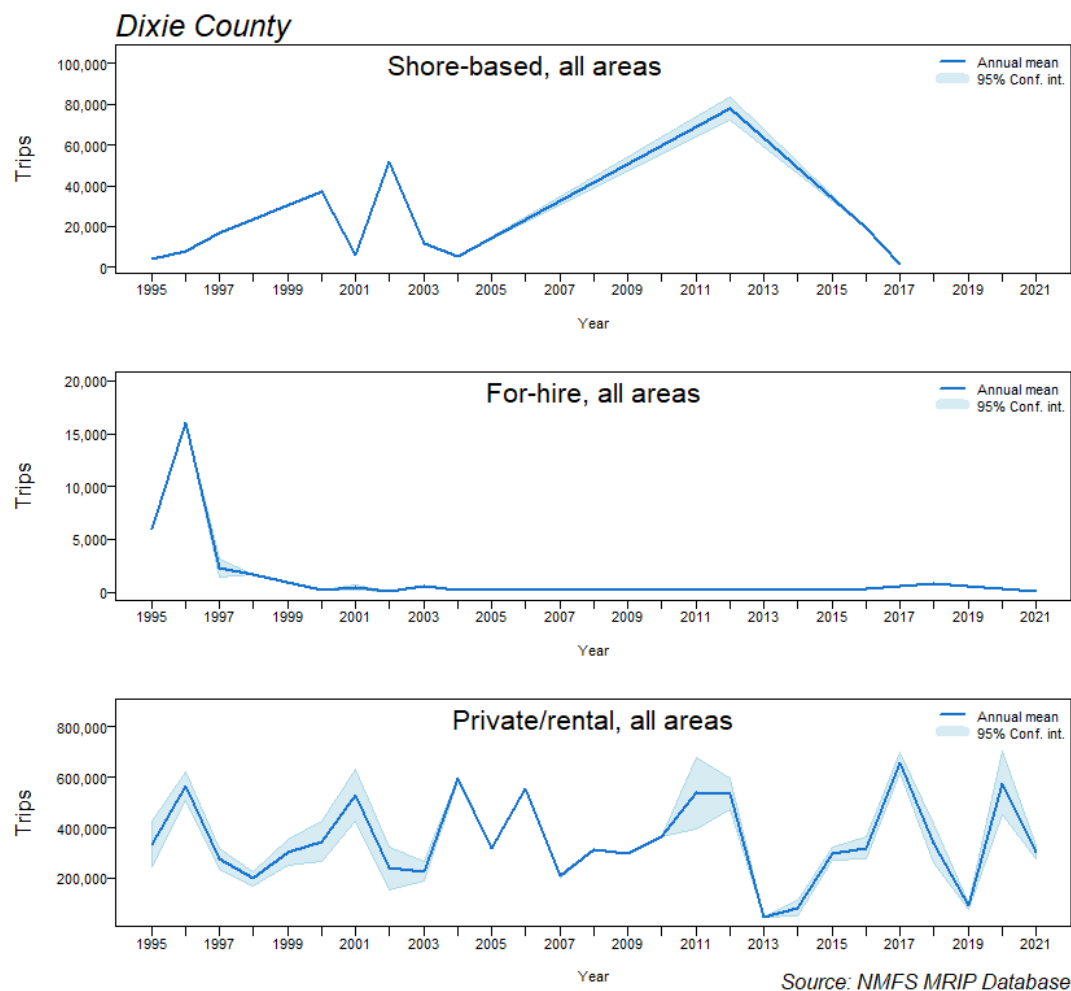 Dixie County
Shore-based, all areas
Annual mean
95% Conf. int.
Trips
100,000
80,000
60,000
40,000
20,000
0
1995 1997 1999 2001 2003 2005 2007 2009 2011 2013 2015 2017 2019 2021
Year
For-hire, all areas
Annual mean
95% Conf. int.
Trips
20,000
15,000
10,000
5,000
0
1995 1997 1999 2001 2003 2005 2007 2009 2011 2013 2015 2017 2019 2021
Year
Private/rental, all areas
Annual mean
95% Conf. int.
Trips
800,000
600,000
400,000
200,000
1995 1997 1999 2001 2003 2005 2007 2009 2011 2013 2015 2017 2019 2021
Year
Source: NMFS MRIP Database